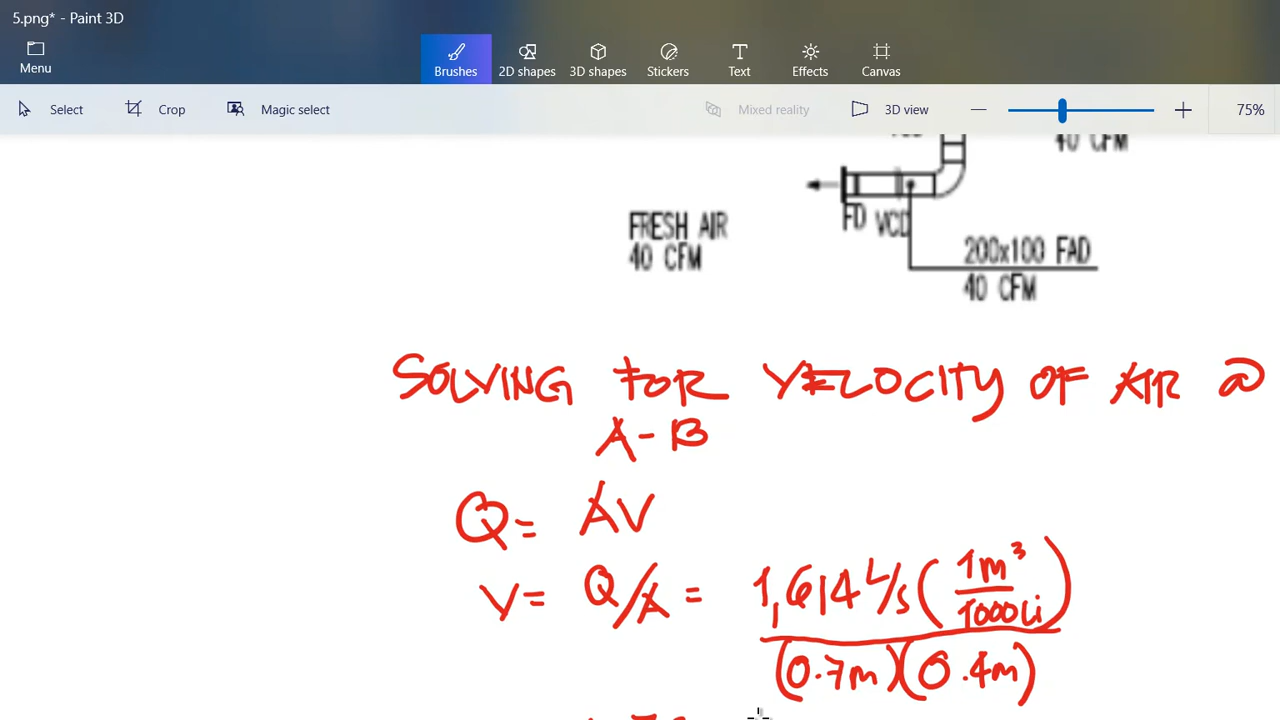 5.png* - Paint 3D
Menu
Brushes
2D shapes
3D shapes
Stickers
Text
Effects
Canvas
Select
Crop
Magic select
Mixed reality
3D view
75%
40 CFM
FD VCD
FRESH AIR
40 CFM
200x100 FAD
40 CFM
SOLVING FOR VELOCITY OF AIR @
A - B
Q = AV
V = Q/A = 1,614 L/s (1m³/1000Li)
(0.7m)(0.4m)